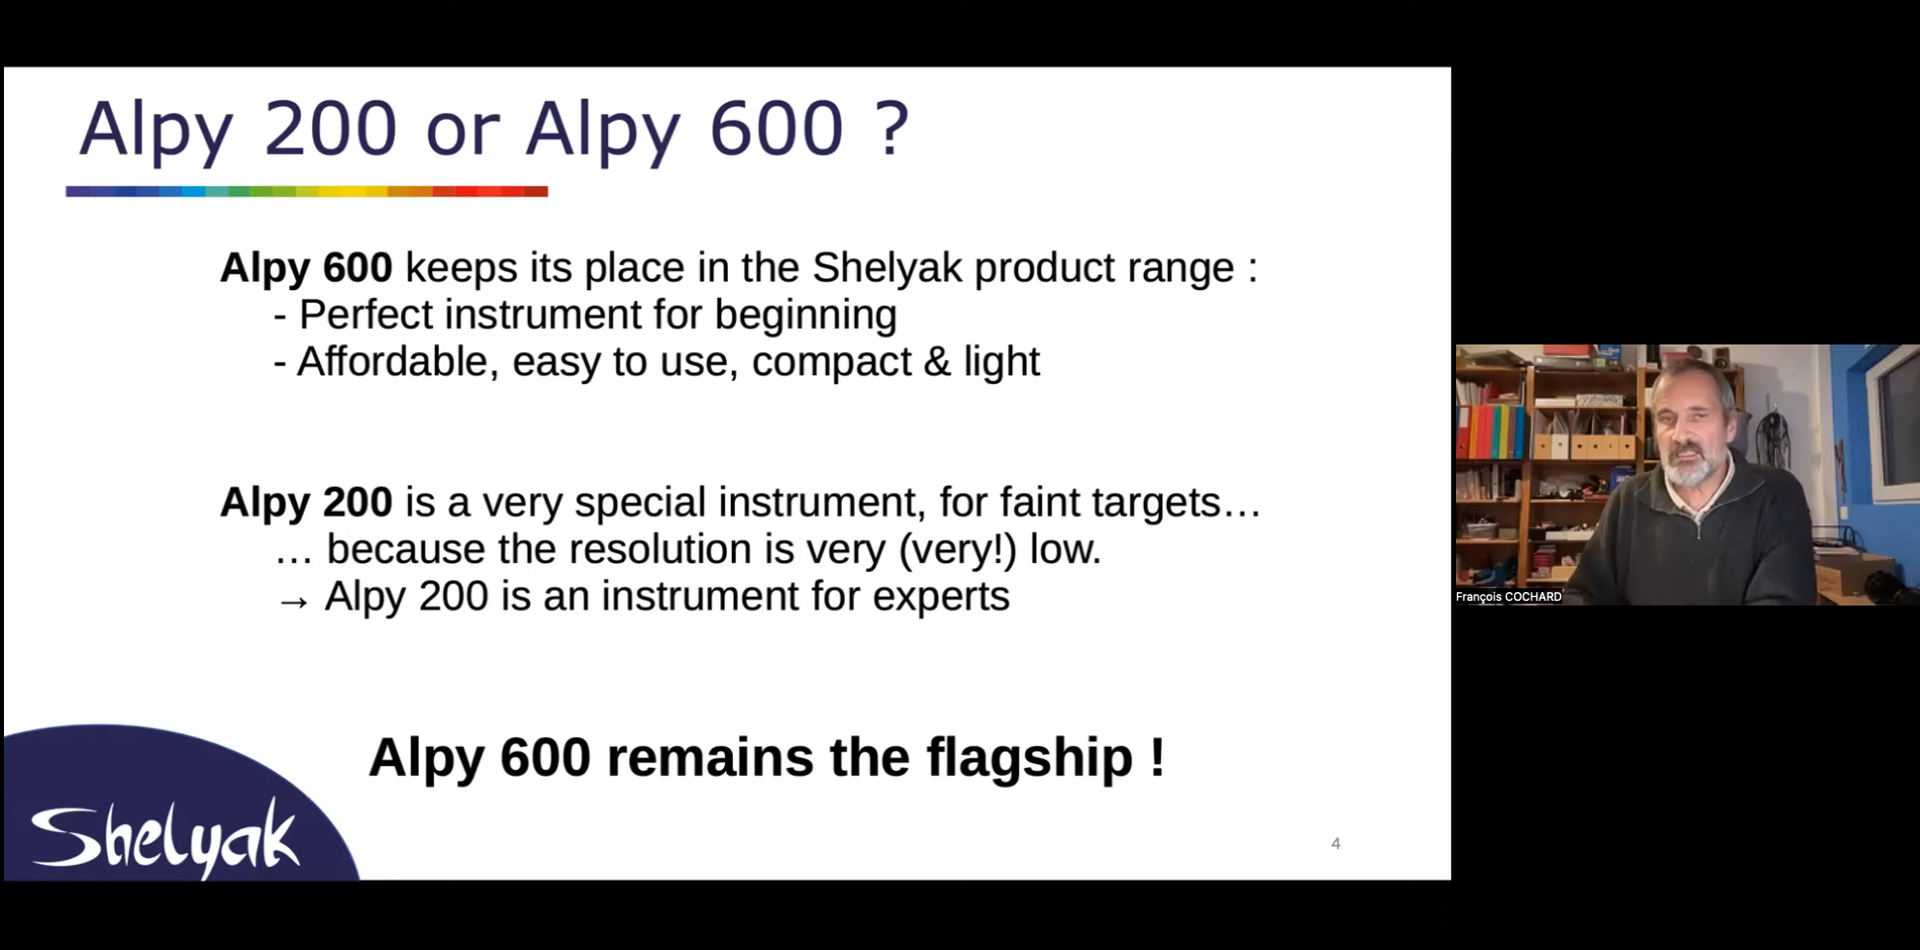 Alpy 200 or Alpy 600 ?
Alpy 600 keeps its place in the Shelyak product range :
- Perfect instrument for beginning
- Affordable, easy to use, compact & light
Alpy 200 is a very special instrument, for faint targets…
… because the resolution is very (very!) low.
→ Alpy 200 is an instrument for experts
Alpy 600 remains the flagship !
Shelyak
4
François COCHARD